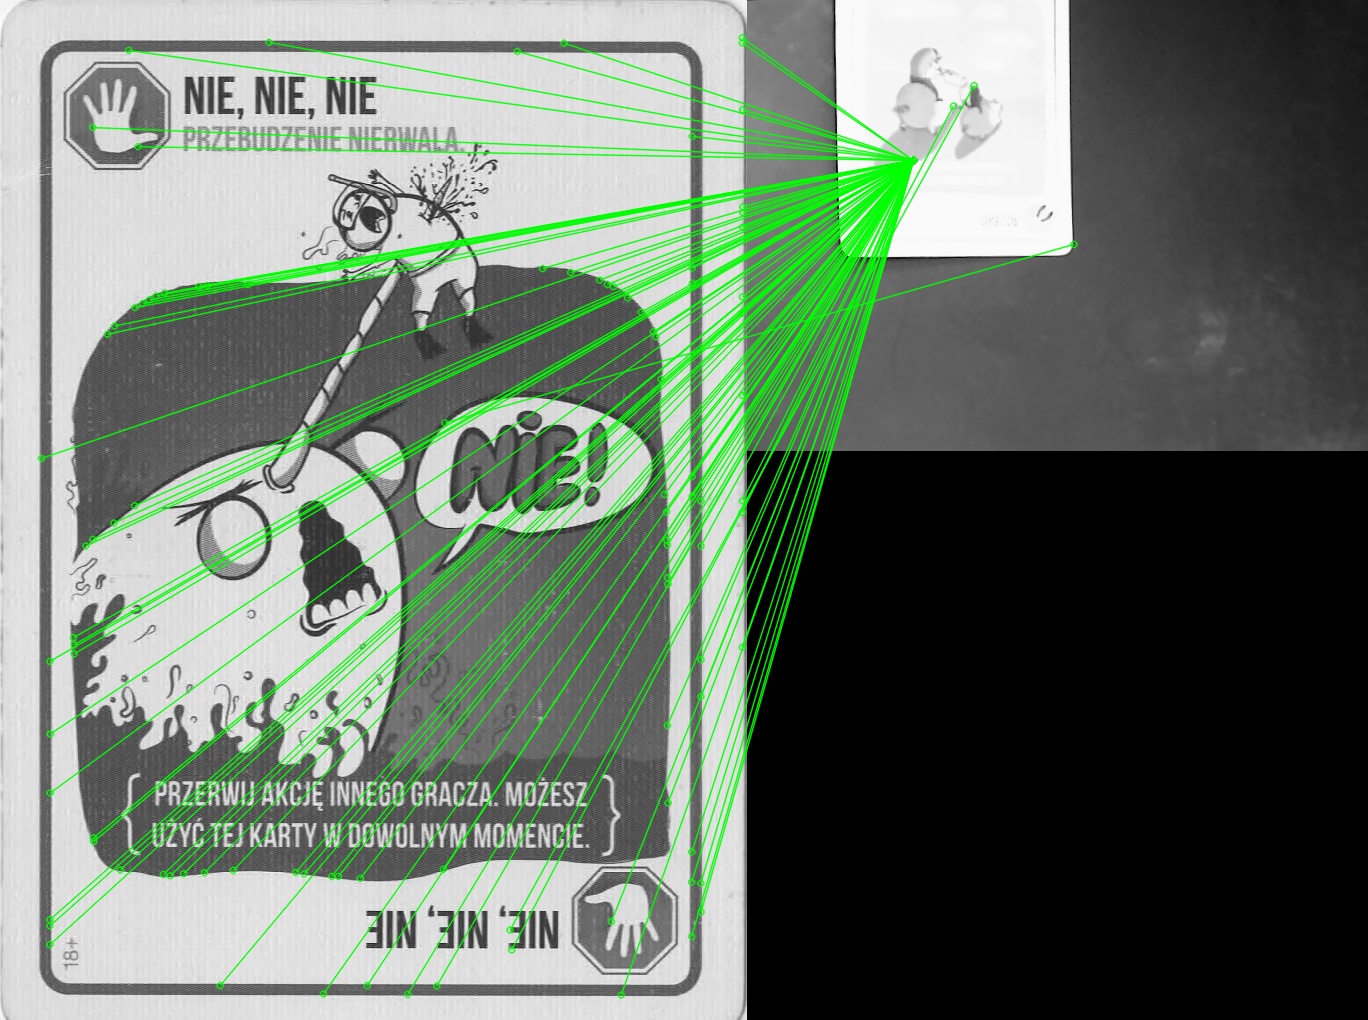 NIE, NIE, NIE
PRZEBUDZENIE NIERWALA.
NIE!
PRZERWIJ AKCJĘ INNEGO GRACZA. MOŻESZ
UŻYĆ TEJ KARTY W DOWOLNYM MOMENCIE.
NIE, NIE, NIE
18+